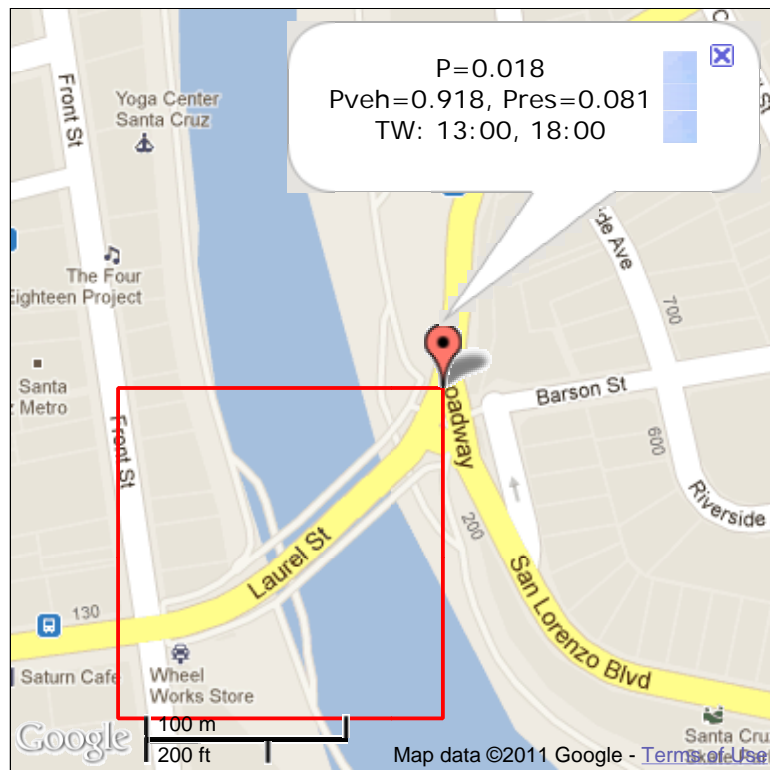 P=0.018
Pveh=0.918, Pres=0.081
TW: 13:00, 18:00
Front St
Yoga Center
Santa Cruz
The Four
Eighteen Project
Santa
Metro
Front St
Ave
700
Barson St
oadway
600
Riverside
200
Laurel St
San Lorenzo Blvd
130
Saturn Cafe
Wheel
Works Store
Google
100 m
200 ft
Santa Cru
Map data ©2011 Google - Terms of Use